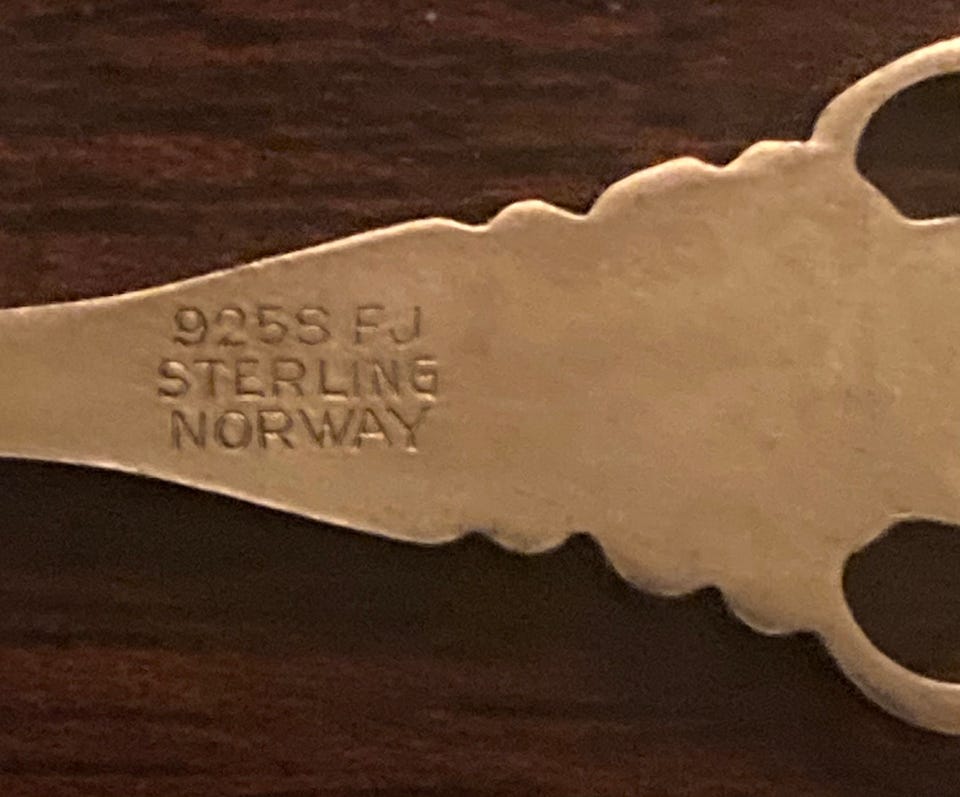 925S FJ
STERLING
NORWAY